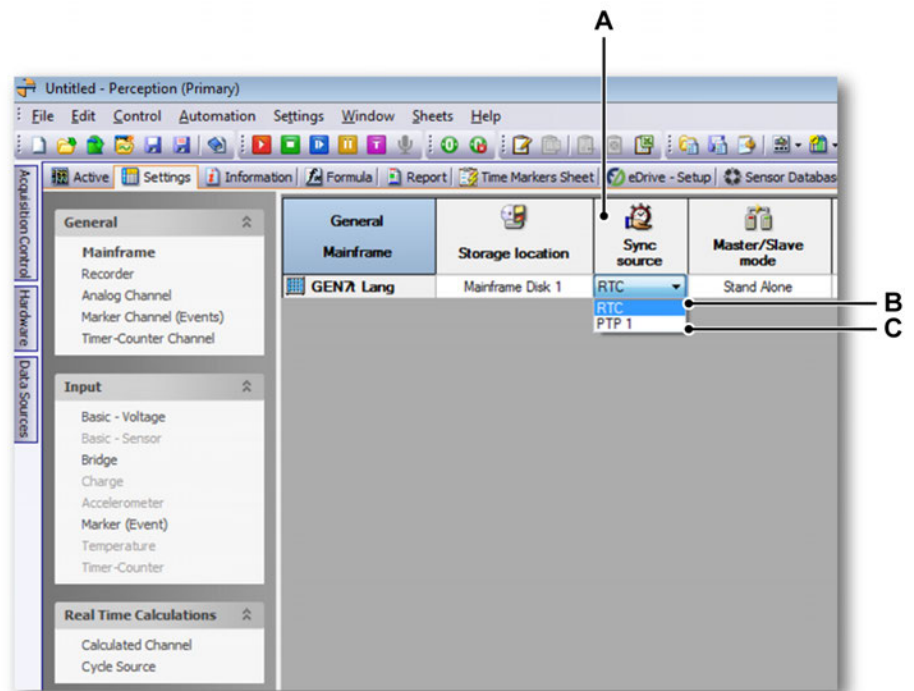 A
Untitled - Perception (Primary)
File Edit Control Automation Settings Window Sheets Help
Active Settings Information Formula Report Time Markers Sheet eDrive - Setup Sensor Databas
Acquisition Control
Hardware
Data Sources
General
Mainframe
Recorder
Analog Channel
Marker Channel (Events)
Timer-Counter Channel
Input
Basic - Voltage
Basic - Sensor
Bridge
Charge
Accelerometer
Marker (Event)
Temperature
Timer-Counter
Real Time Calculations
Calculated Channel
Cycle Source
General
Mainframe
Storage location
Sync
source
Master/Slave
mode
Mainframe Disk 1 RTC Stand Alone
RTC
PTP 1
B
C